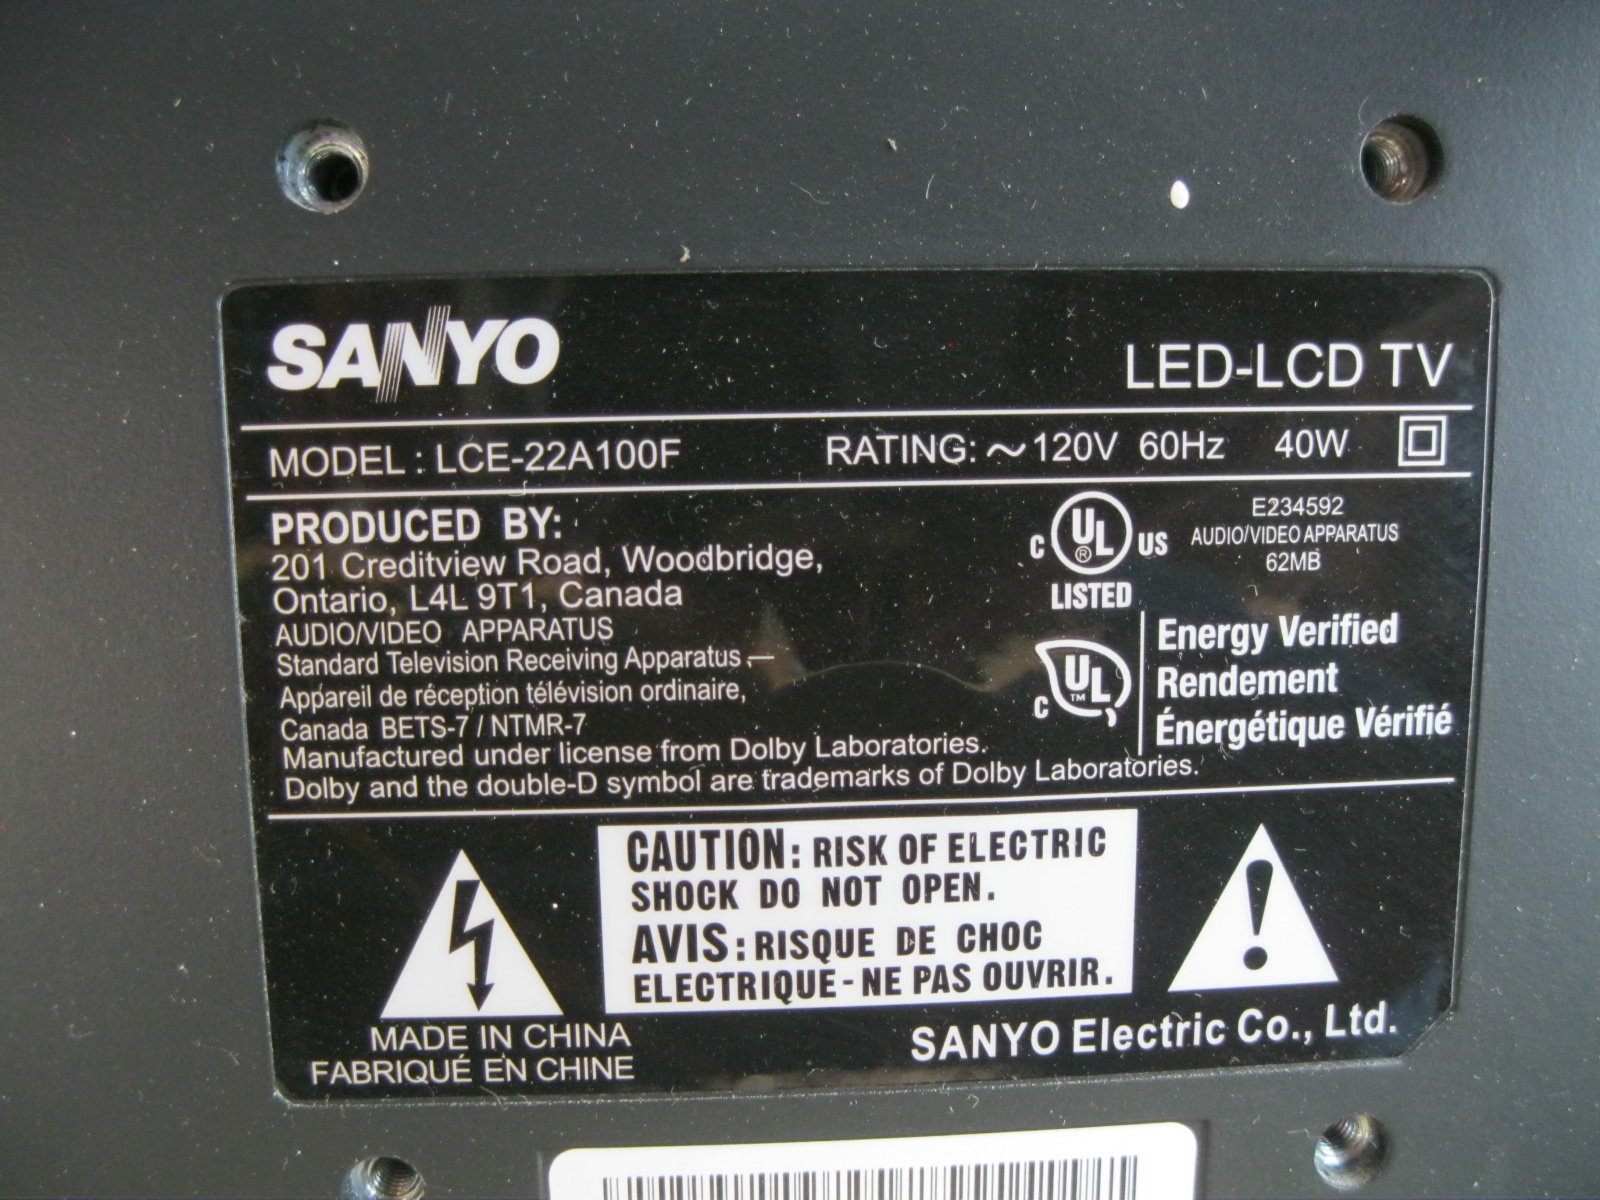 SANYO
LED-LCD TV
MODEL : LCE-22A100F
RATING: ~ 120V 60Hz 40W
PRODUCED BY:
201 Creditview Road, Woodbridge,
Ontario, L4L 9T1, Canada
AUDIO/VIDEO APPARATUS
Standard Television Receiving Apparatus,—
Appareil de réception télévision ordinaire,
Canada BETS-7 / NTMR-7
Manufactured under license from Dolby Laboratories.
Dolby and the double-D symbol are trademarks of Dolby Laboratories.
C UL ® US
LISTED
E234592
AUDIO/VIDEO APPARATUS
62MB
C UL ™
Energy Verified
Rendement
Énergétique Vérifié
CAUTION: RISK OF ELECTRIC
SHOCK DO NOT OPEN.
AVIS: RISQUE DE CHOC
ELECTRIQUE - NE PAS OUVRIR.
!
MADE IN CHINA
FABRIQUÉ EN CHINE
SANYO Electric Co., Ltd.